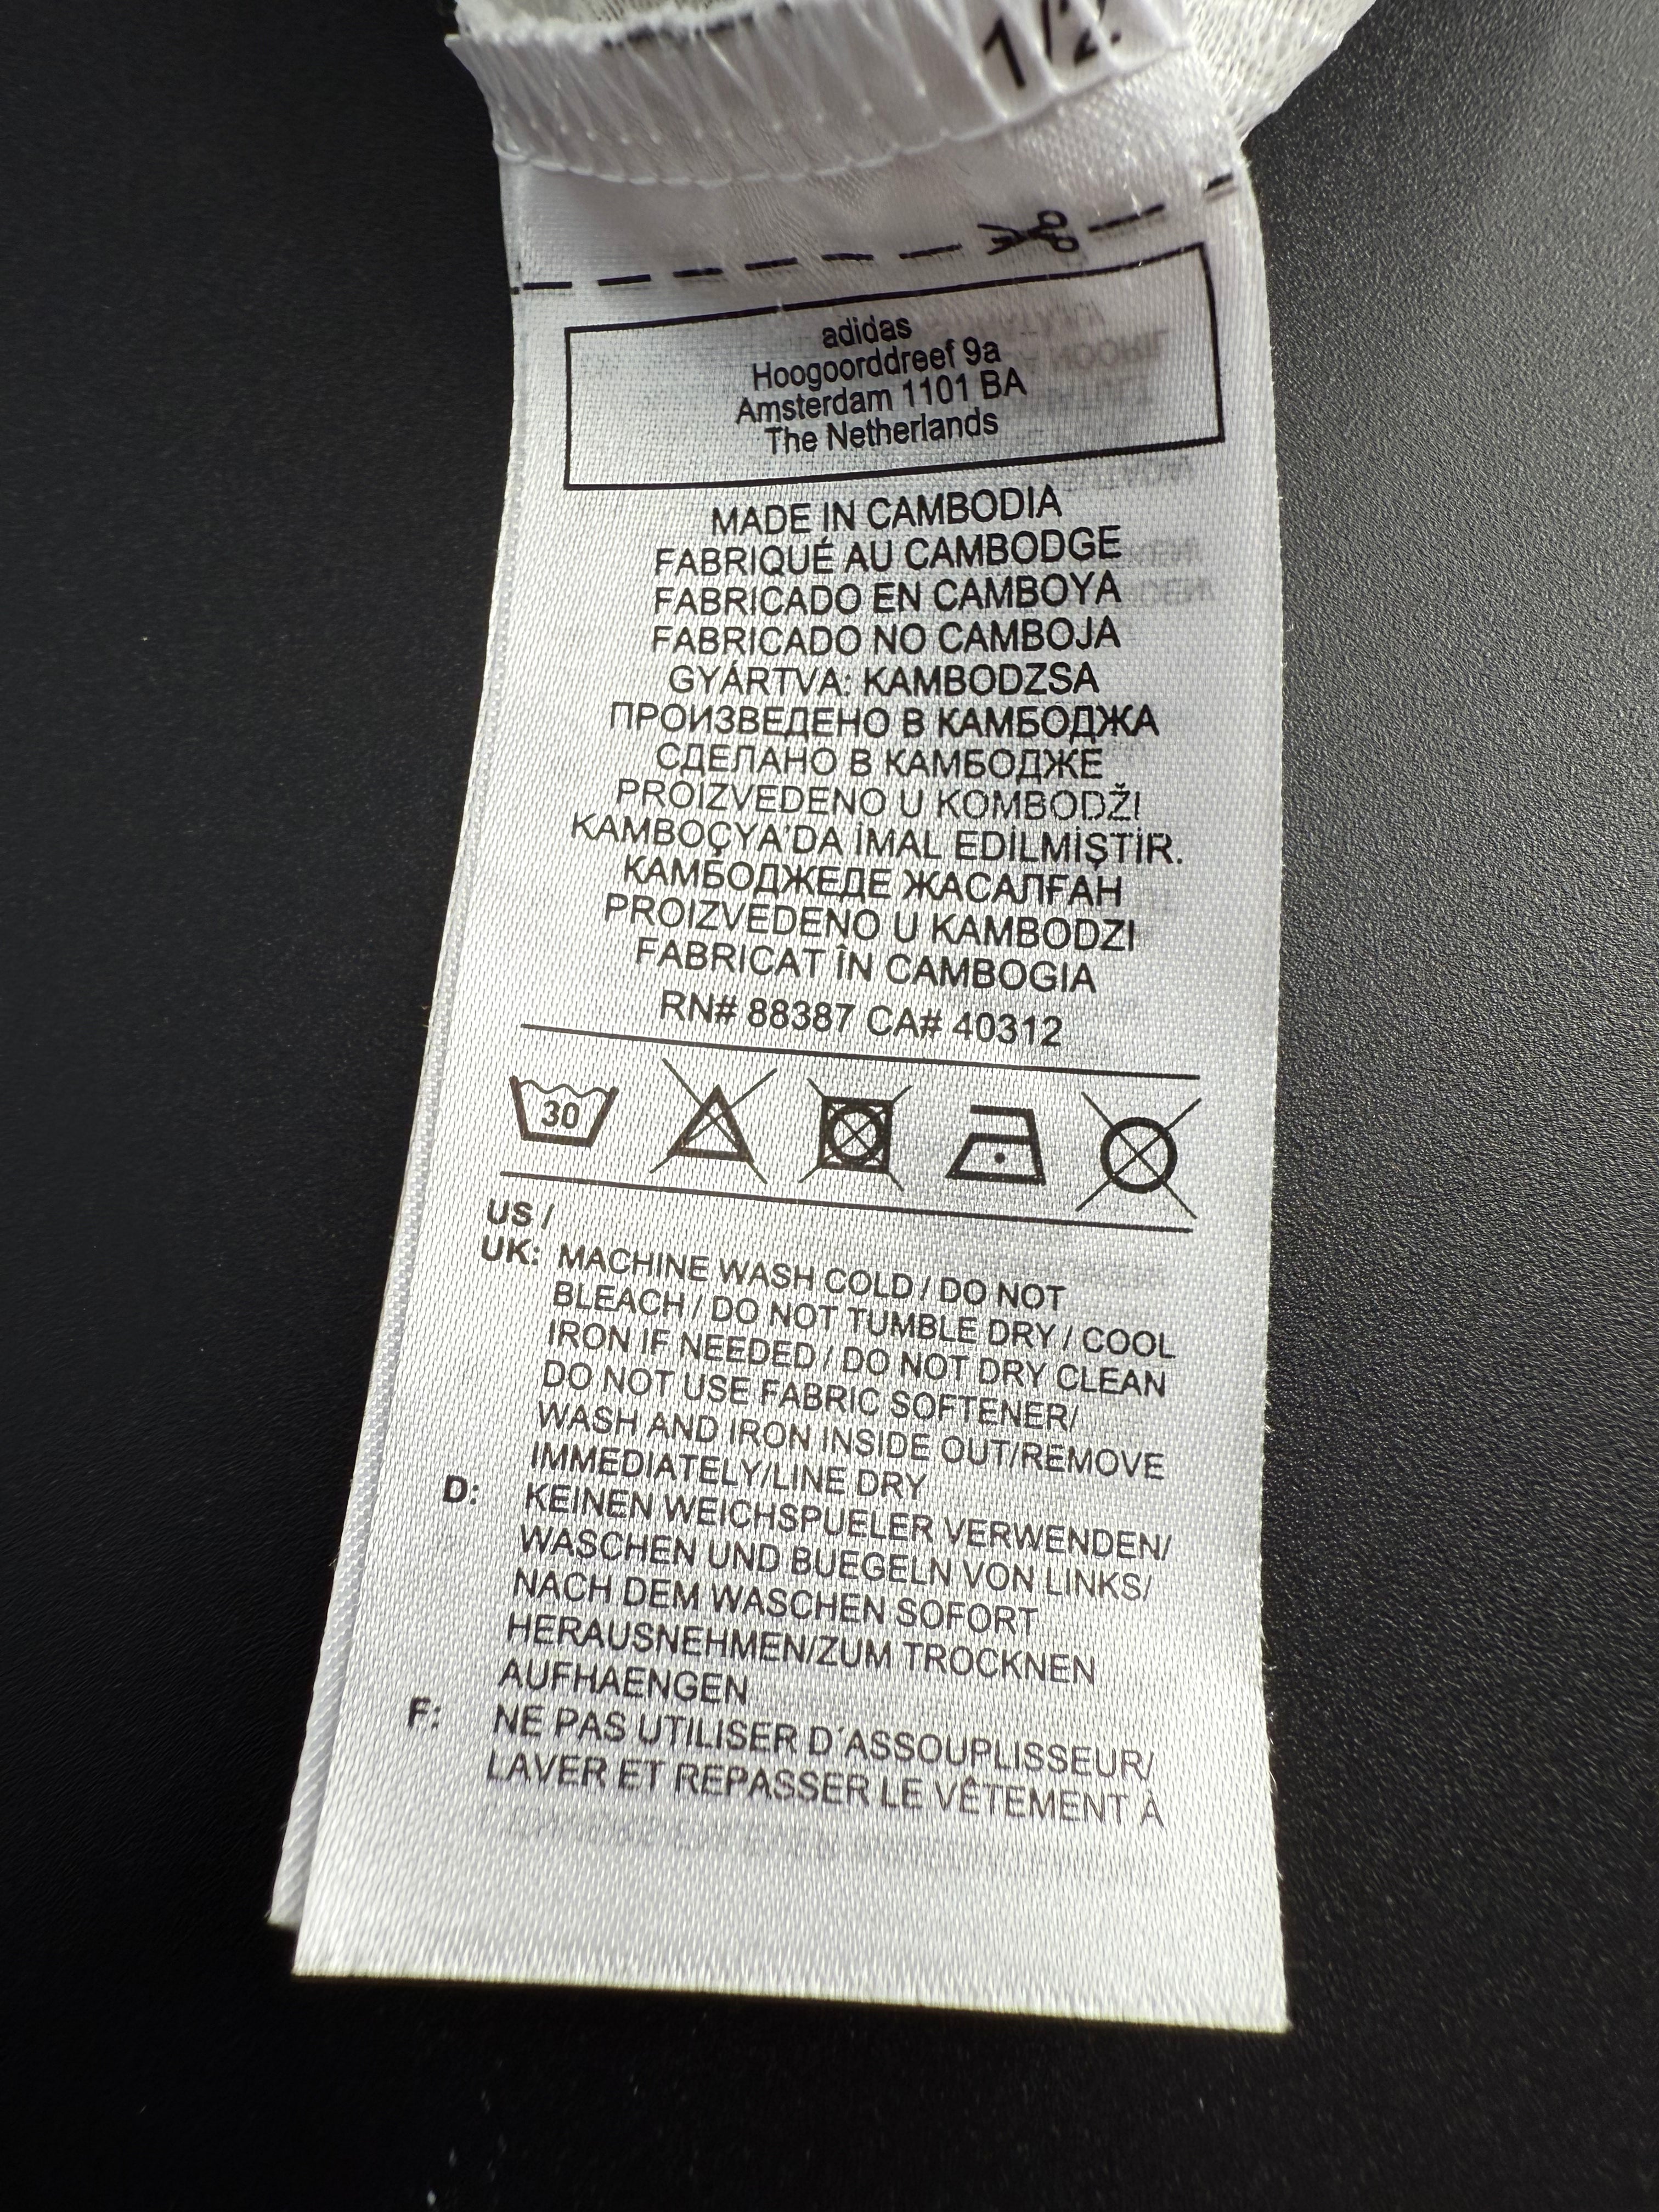 1/2
adidas
Hoogoorddreef 9a
Amsterdam 1101 BA
The Netherlands
MADE IN CAMBODIA
FABRIQUÉ AU CAMBODGE
FABRICADO EN CAMBOYA
FABRICADO NO CAMBOJA
GYÁRTVA: KAMBODZSA
ПРОИЗВЕДЕНО В КАМБОДЖА
СДЕЛАНО В КАМБОДЖЕ
PROIZVEDENO U KOMBODŽI
KAMBOÇYA'DA İMAL EDİLMİŞTİR.
КАМБОДЖЕДЕ ЖАСАЛҒАН
PROIZVEDENO U KAMBODZI
FABRICAT ÎN CAMBOGIA
RN# 88387 CA# 40312
30
US /
UK: MACHINE WASH COLD / DO NOT
BLEACH / DO NOT TUMBLE DRY / COOL
IRON IF NEEDED / DO NOT DRY CLEAN
DO NOT USE FABRIC SOFTENER/
WASH AND IRON INSIDE OUT/REMOVE
IMMEDIATELY/LINE DRY
D: KEINEN WEICHSPUELER VERWENDEN/
WASCHEN UND BUEGELN VON LINKS/
NACH DEM WASCHEN SOFORT
HERAUSNEHMEN/ZUM TROCKNEN
AUFHAENGEN
F: NE PAS UTILISER D'ASSOUPLISSEUR/
LAVER ET REPASSER LE VÊTEMENT À